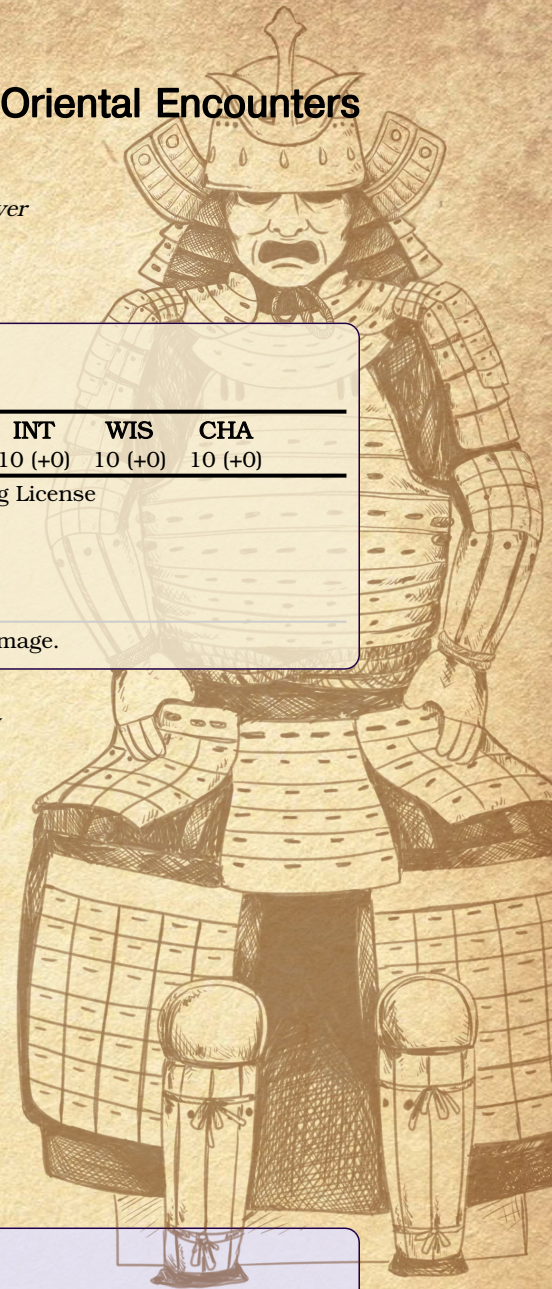 Oriental Encounters
ver
INT WIS CHA
10 (+0) 10 (+0) 10 (+0)
g License
mage.